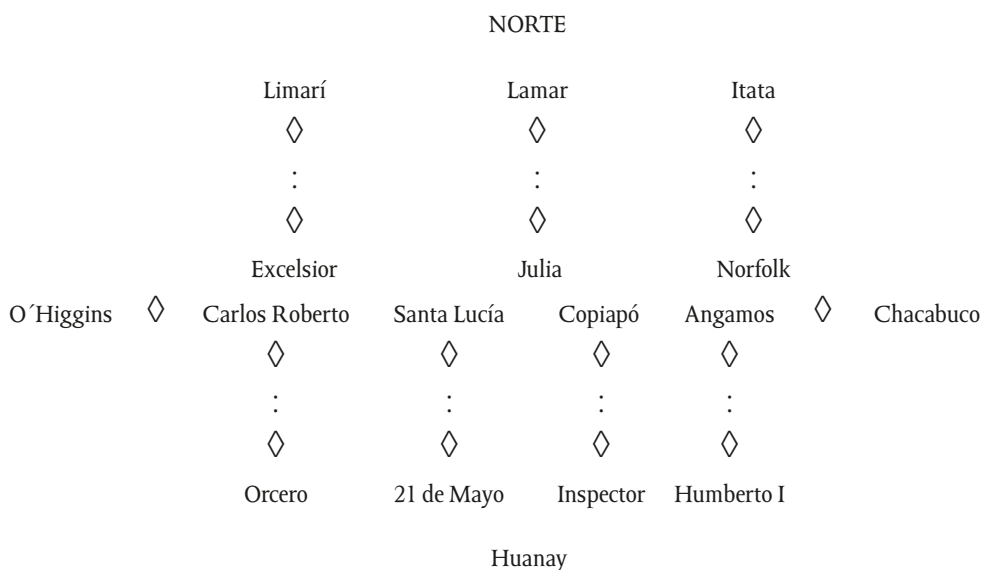 NORTE
Limarí Lamar Itata
◊ ◊ ◊
: : :
◊ ◊ ◊
Excelsior Julia Norfolk
O´Higgins ◊ Carlos Roberto Santa Lucía Copiapó Angamos ◊ Chacabuco
◊ ◊ ◊ ◊
: : : :
◊ ◊ ◊ ◊
Orcero 21 de Mayo Inspector Humberto I
Huanay